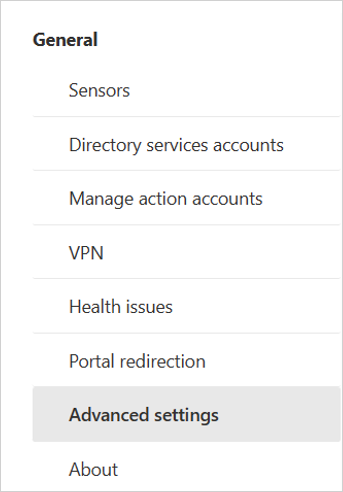 General
Sensors
Directory services accounts
Manage action accounts
VPN
Health issues
Portal redirection
Advanced settings
About